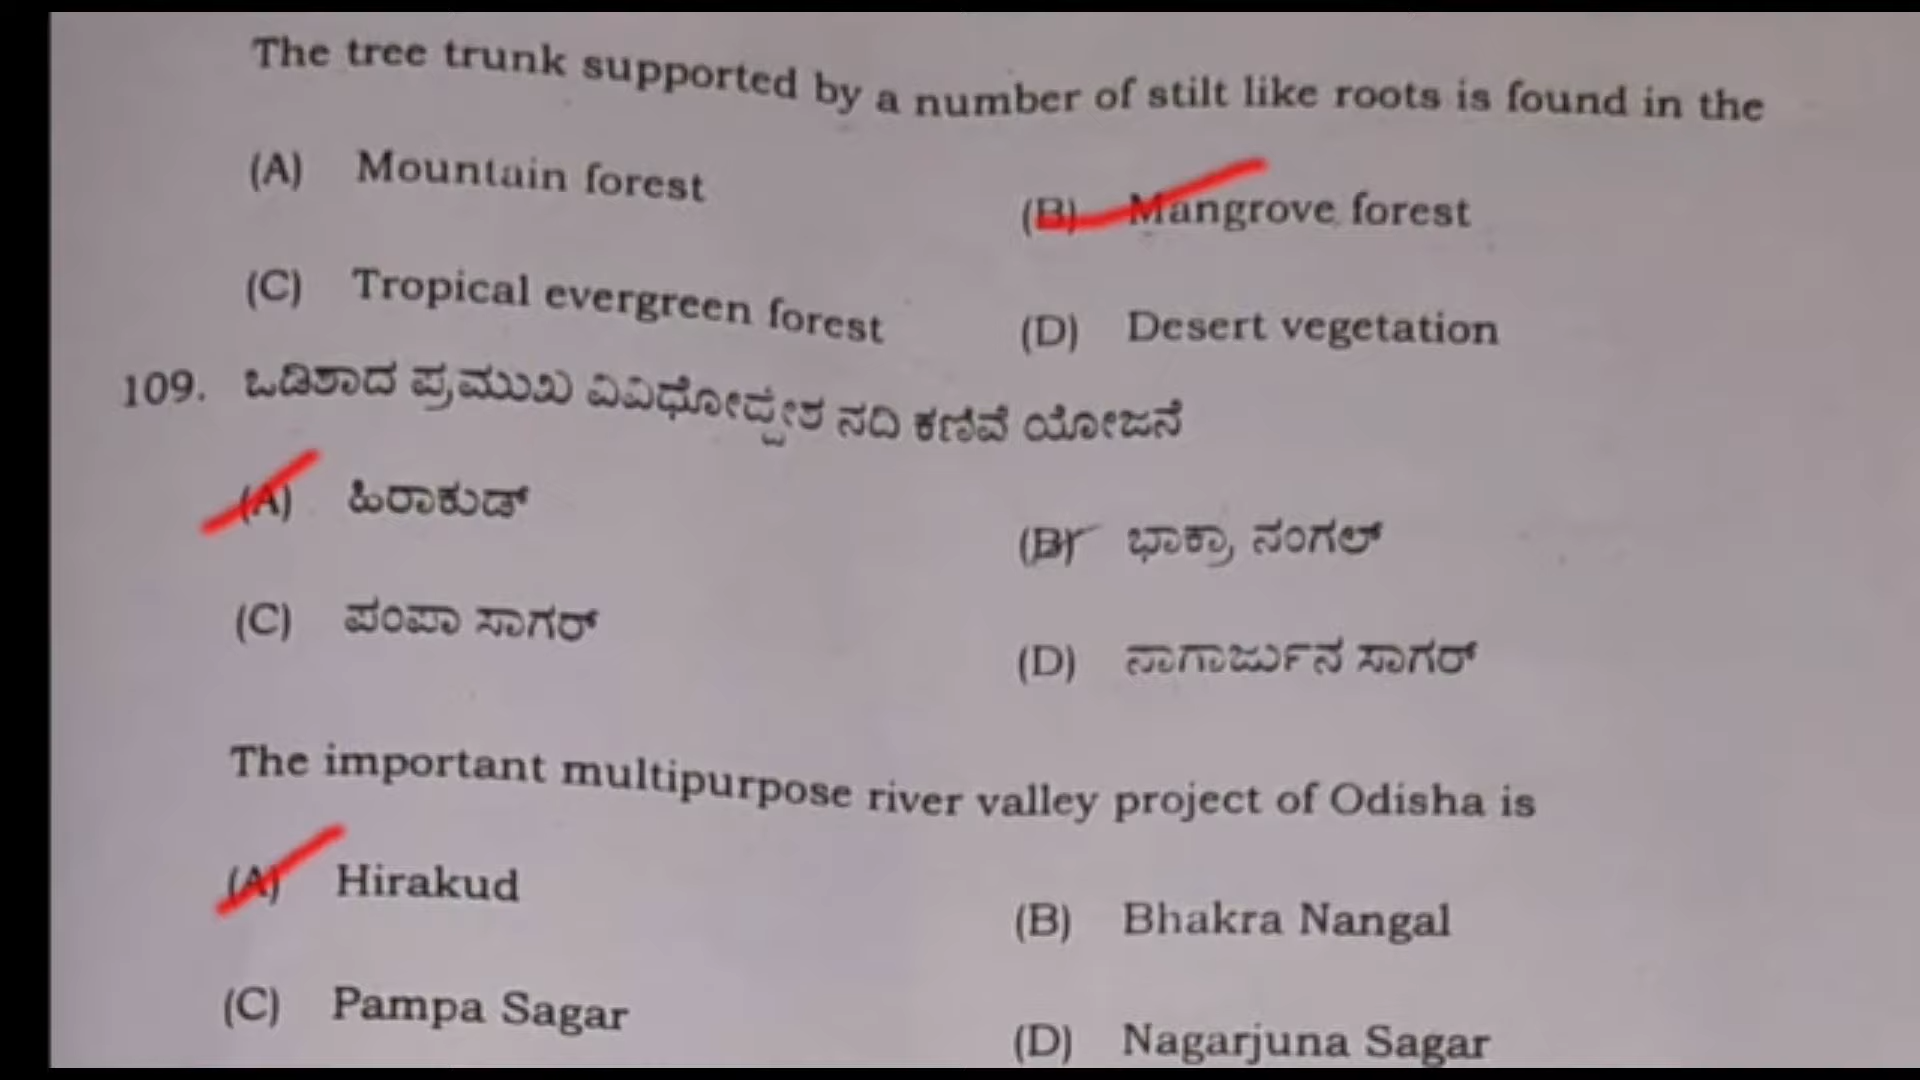 The tree trunk supported by a number of stilt like roots is found in the
(A) Mountain forest
(B) Mangrove forest
(C) Tropical evergreen forest
(D) Desert vegetation
109. ಒಡಿಶಾದ ಪ್ರಮುಖ ವಿವಿಧೋದ್ದೇಶ ನದಿ ಕಣಿವೆ ಯೋಜನೆ
(A) ಹಿರಾಕುಡ್
(B) ಭಾಕ್ರಾ ನಂಗಲ್
(C) ಪಂಪಾ ಸಾಗರ್
(D) ನಾಗಾರ್ಜುನ ಸಾಗರ್
The important multipurpose river valley project of Odisha is
(A) Hirakud
(B) Bhakra Nangal
(C) Pampa Sagar
(D) Nagarjuna Sagar